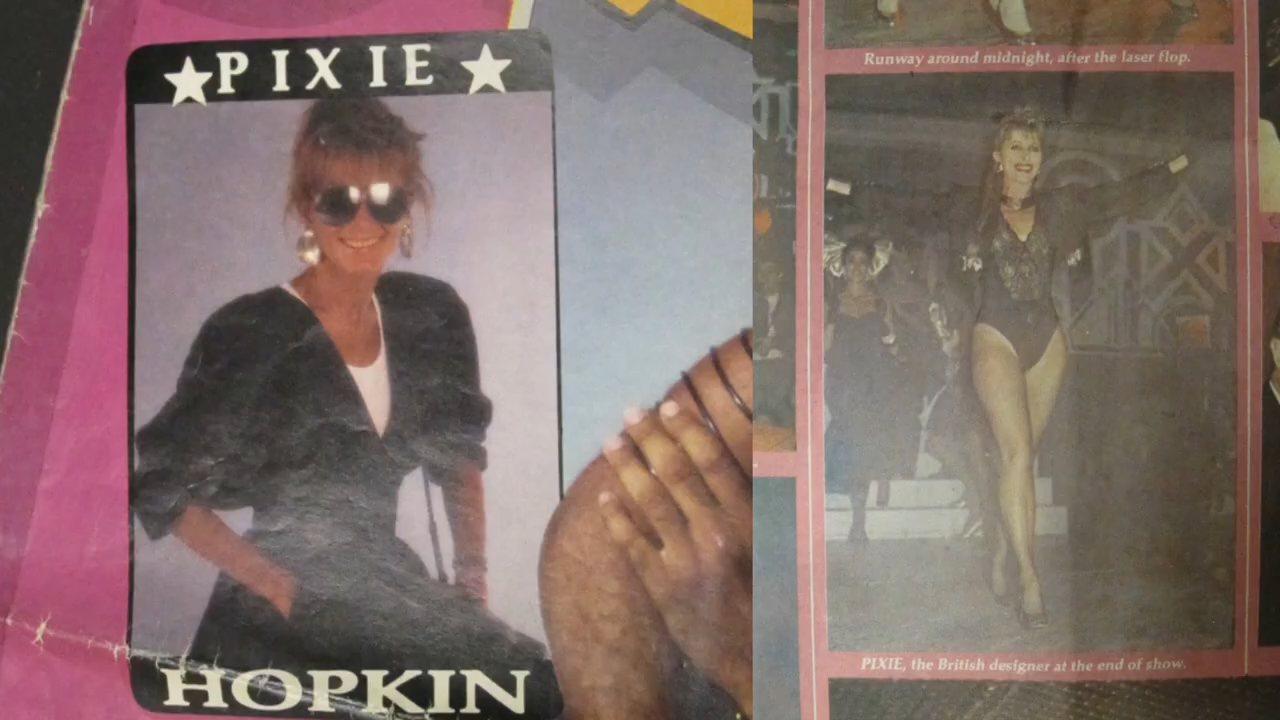 ★PIXIE★
HOPKIN
Runway around midnight, after the laser flop.
PIXIE, the British designer at the end of show.